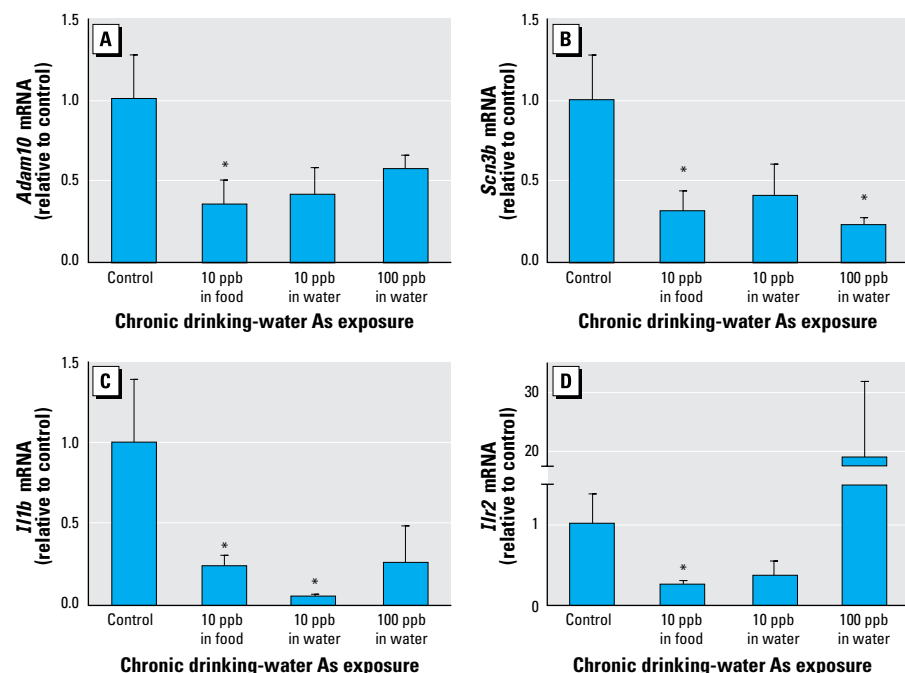 A
Adam10 mRNA
(relative to control)
1.5
1.0
0.5
0.0
*
Control
10 ppb
in food
10 ppb
in water
100 ppb
in water
Chronic drinking-water As exposure
B
Scn3b mRNA
(relative to control)
1.5
1.0
0.5
0.0
*
*
Control
10 ppb
in food
10 ppb
in water
100 ppb
in water
Chronic drinking-water As exposure
C
Il1b mRNA
(relative to control)
1.5
1.0
0.5
0.0
*
*
Control
10 ppb
in food
10 ppb
in water
100 ppb
in water
Chronic drinking-water As exposure
D
Ilr2 mRNA
(relative to control)
30
20
1
0
*
Control
10 ppb
in food
10 ppb
in water
100 ppb
in water
Chronic drinking-water As exposure